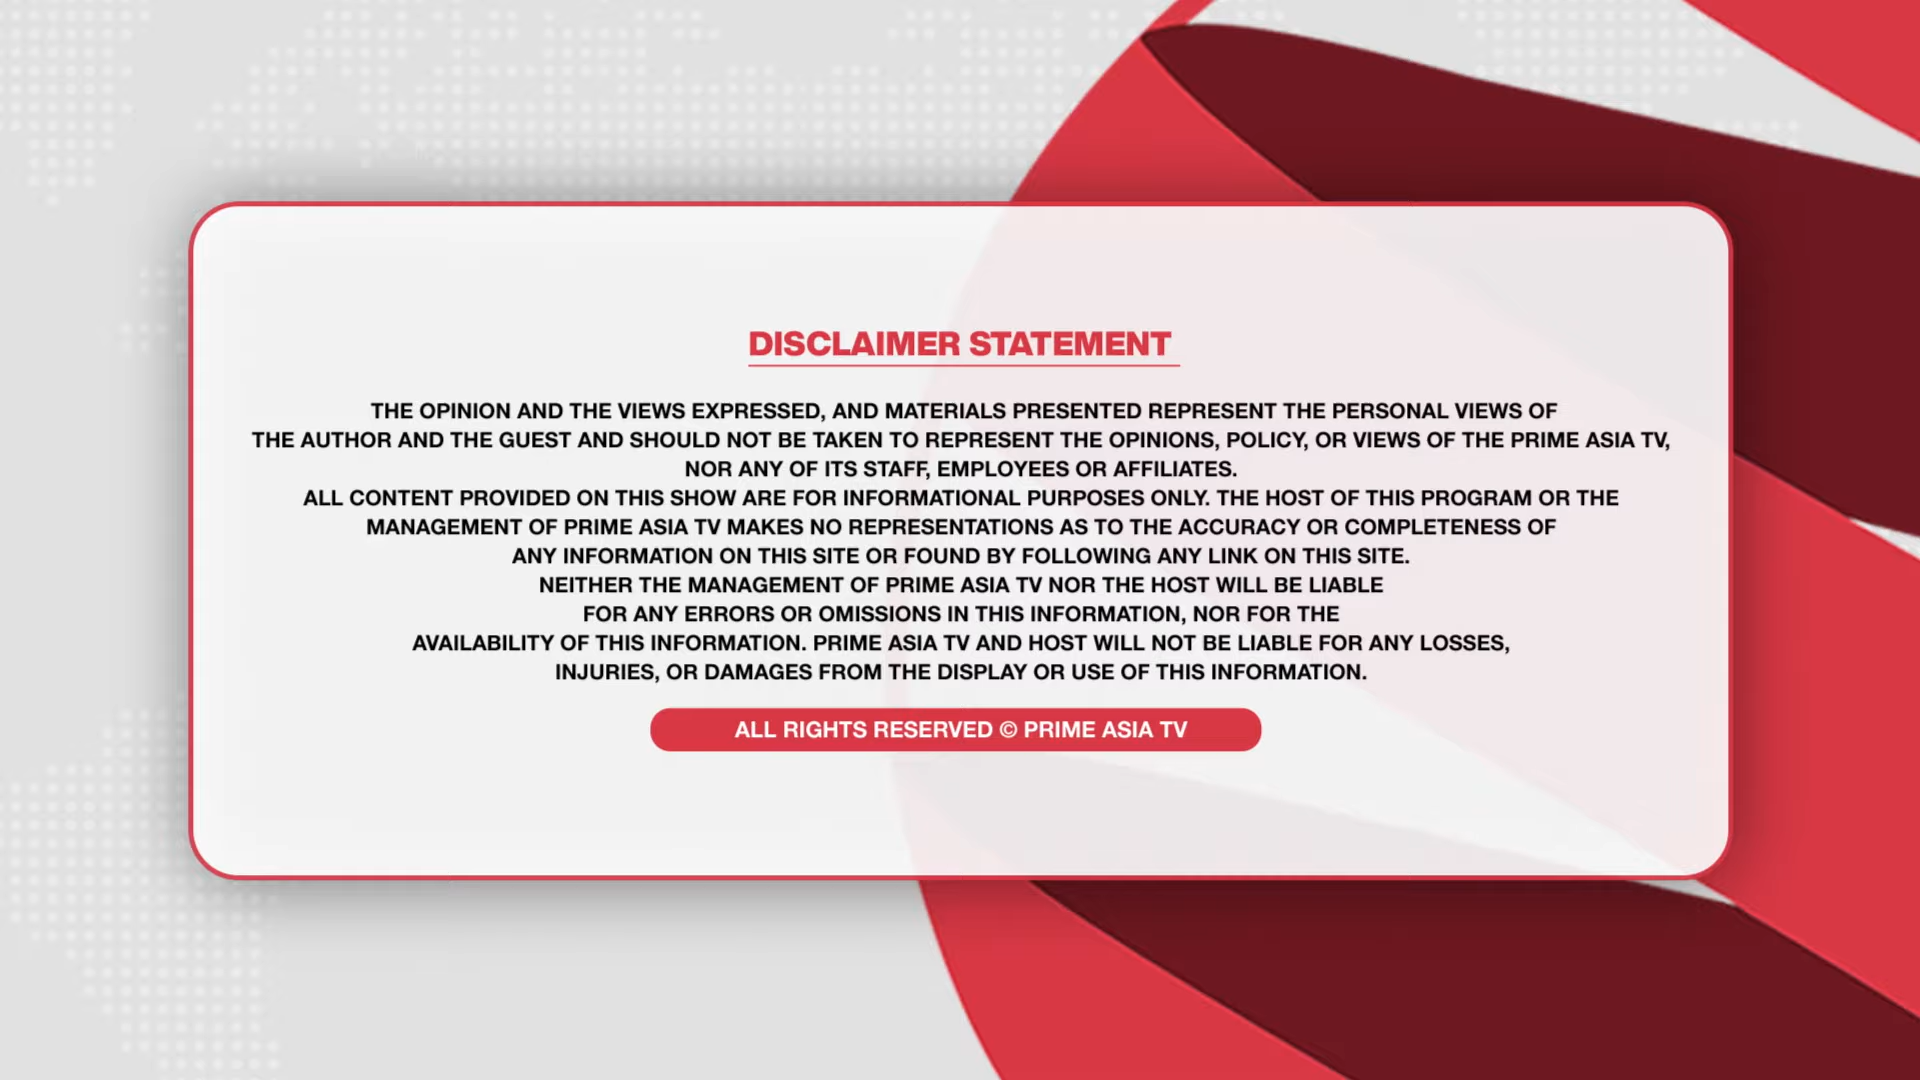 DISCLAIMER STATEMENT
THE OPINION AND THE VIEWS EXPRESSED, AND MATERIALS PRESENTED REPRESENT THE PERSONAL VIEWS OF
THE AUTHOR AND THE GUEST AND SHOULD NOT BE TAKEN TO REPRESENT THE OPINIONS, POLICY, OR VIEWS OF THE PRIME ASIA TV,
NOR ANY OF ITS STAFF, EMPLOYEES OR AFFILIATES.
ALL CONTENT PROVIDED ON THIS SHOW ARE FOR INFORMATIONAL PURPOSES ONLY. THE HOST OF THIS PROGRAM OR THE
MANAGEMENT OF PRIME ASIA TV MAKES NO REPRESENTATIONS AS TO THE ACCURACY OR COMPLETENESS OF
ANY INFORMATION ON THIS SITE OR FOUND BY FOLLOWING ANY LINK ON THIS SITE.
NEITHER THE MANAGEMENT OF PRIME ASIA TV NOR THE HOST WILL BE LIABLE
FOR ANY ERRORS OR OMISSIONS IN THIS INFORMATION, NOR FOR THE
AVAILABILITY OF THIS INFORMATION. PRIME ASIA TV AND HOST WILL NOT BE LIABLE FOR ANY LOSSES,
INJURIES, OR DAMAGES FROM THE DISPLAY OR USE OF THIS INFORMATION.
ALL RIGHTS RESERVED © PRIME ASIA TV